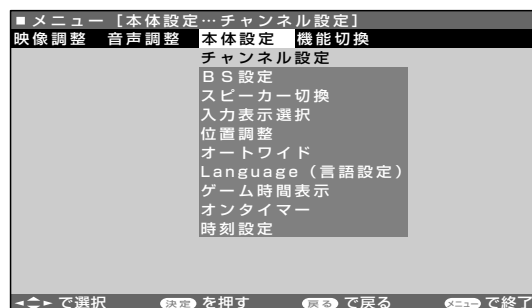 ■メニュー [本体設定…チャンネル設定]
映像調整 音声調整 本体設定 機能切換
チャンネル設定
BS設定
スピーカー切換
入力表示選択
位置調整
オートワイド
Language(言語設定)
ゲーム時間表示
オンタイマー
時刻設定
で選択 決定 を押す 戻る で戻る メニュー で終了